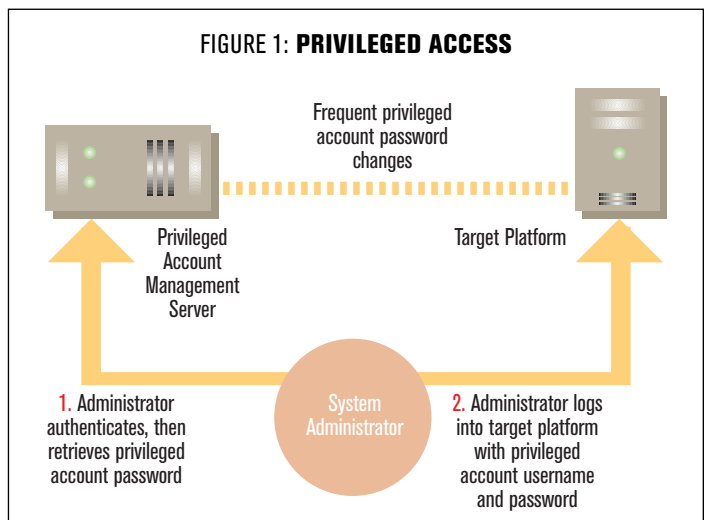 FIGURE 1: PRIVILEGED ACCESS
Frequent privileged
account password
changes
Privileged
Account
Management
Server
Target Platform
1. Administrator
authenticates, then
retrieves privileged
account password
System
Administrator
2. Administrator logs
into target platform
with privileged
account username
and password